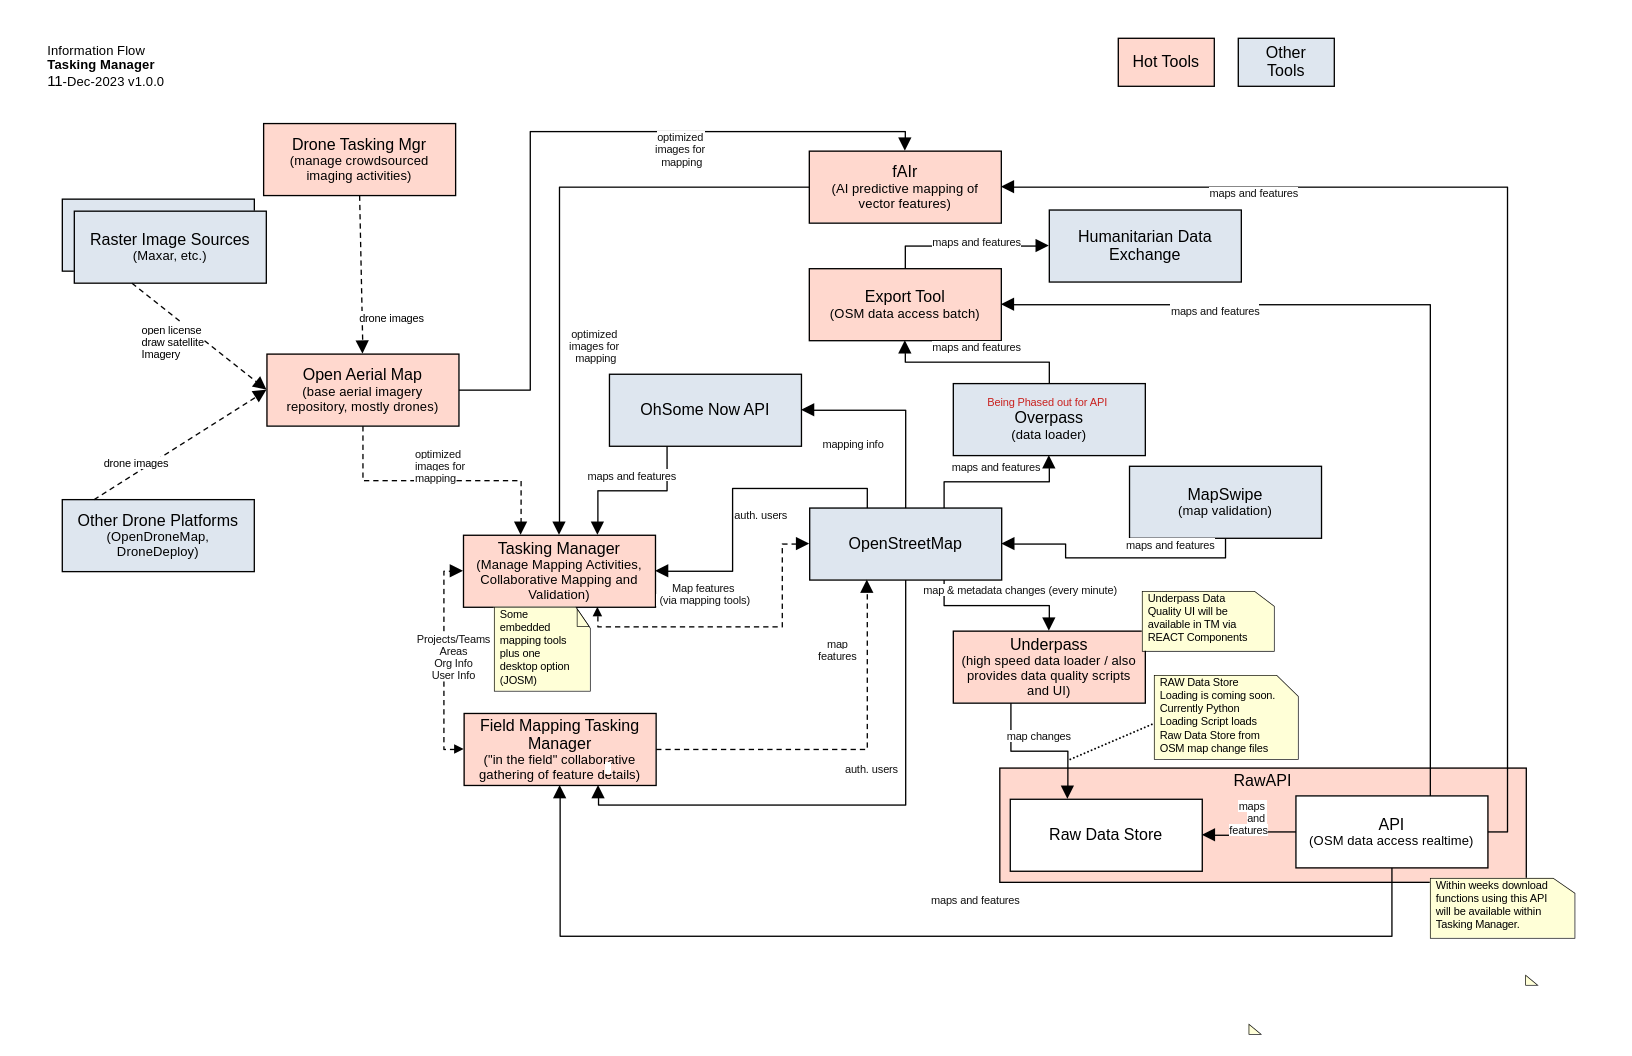 Information Flow
Tasking Manager
11-Dec-2023 v1.0.0
Hot Tools
Other
Tools
Drone Tasking Mgr
(manage crowdsourced
imaging activities)
optimized
images for
mapping
fAIr
(AI predictive mapping of
vector features)
maps and features
Raster Image Sources
(Maxar, etc.)
maps and features
Humanitarian Data
Exchange
Export Tool
(OSM data access batch)
maps and features
drone images
open license
draw satellite
Imagery
optimized
images for
mapping
maps and features
Open Aerial Map
(base aerial imagery
repository, mostly drones)
OhSome Now API
Being Phased out for API
Overpass
(data loader)
mapping info
drone images
optimized
images for
mapping
maps and features
maps and features
MapSwipe
(map validation)
Other Drone Platforms
(OpenDroneMap,
DroneDeploy)
auth. users
Tasking Manager
(Manage Mapping Activities,
Collaborative Mapping and
Validation)
OpenStreetMap
maps and features
Map features
(via mapping tools)
map & metadata changes (every minute)
Underpass Data
Quality UI will be
available in TM via
REACT Components
Some
embedded
mapping tools
plus one
desktop option
(JOSM)
Projects/Teams
Areas
Org Info
User Info
map
features
Underpass
(high speed data loader / also
provides data quality scripts
and UI)
RAW Data Store
Loading is coming soon.
Currently Python
Loading Script loads
Raw Data Store from
OSM map change files
Field Mapping Tasking
Manager
("in the field" collaborative
gathering of feature details)
map changes
auth. users
RawAPI
Raw Data Store
maps
and
features
API
(OSM data access realtime)
maps and features
Within weeks download
functions using this API
will be available within
Tasking Manager.